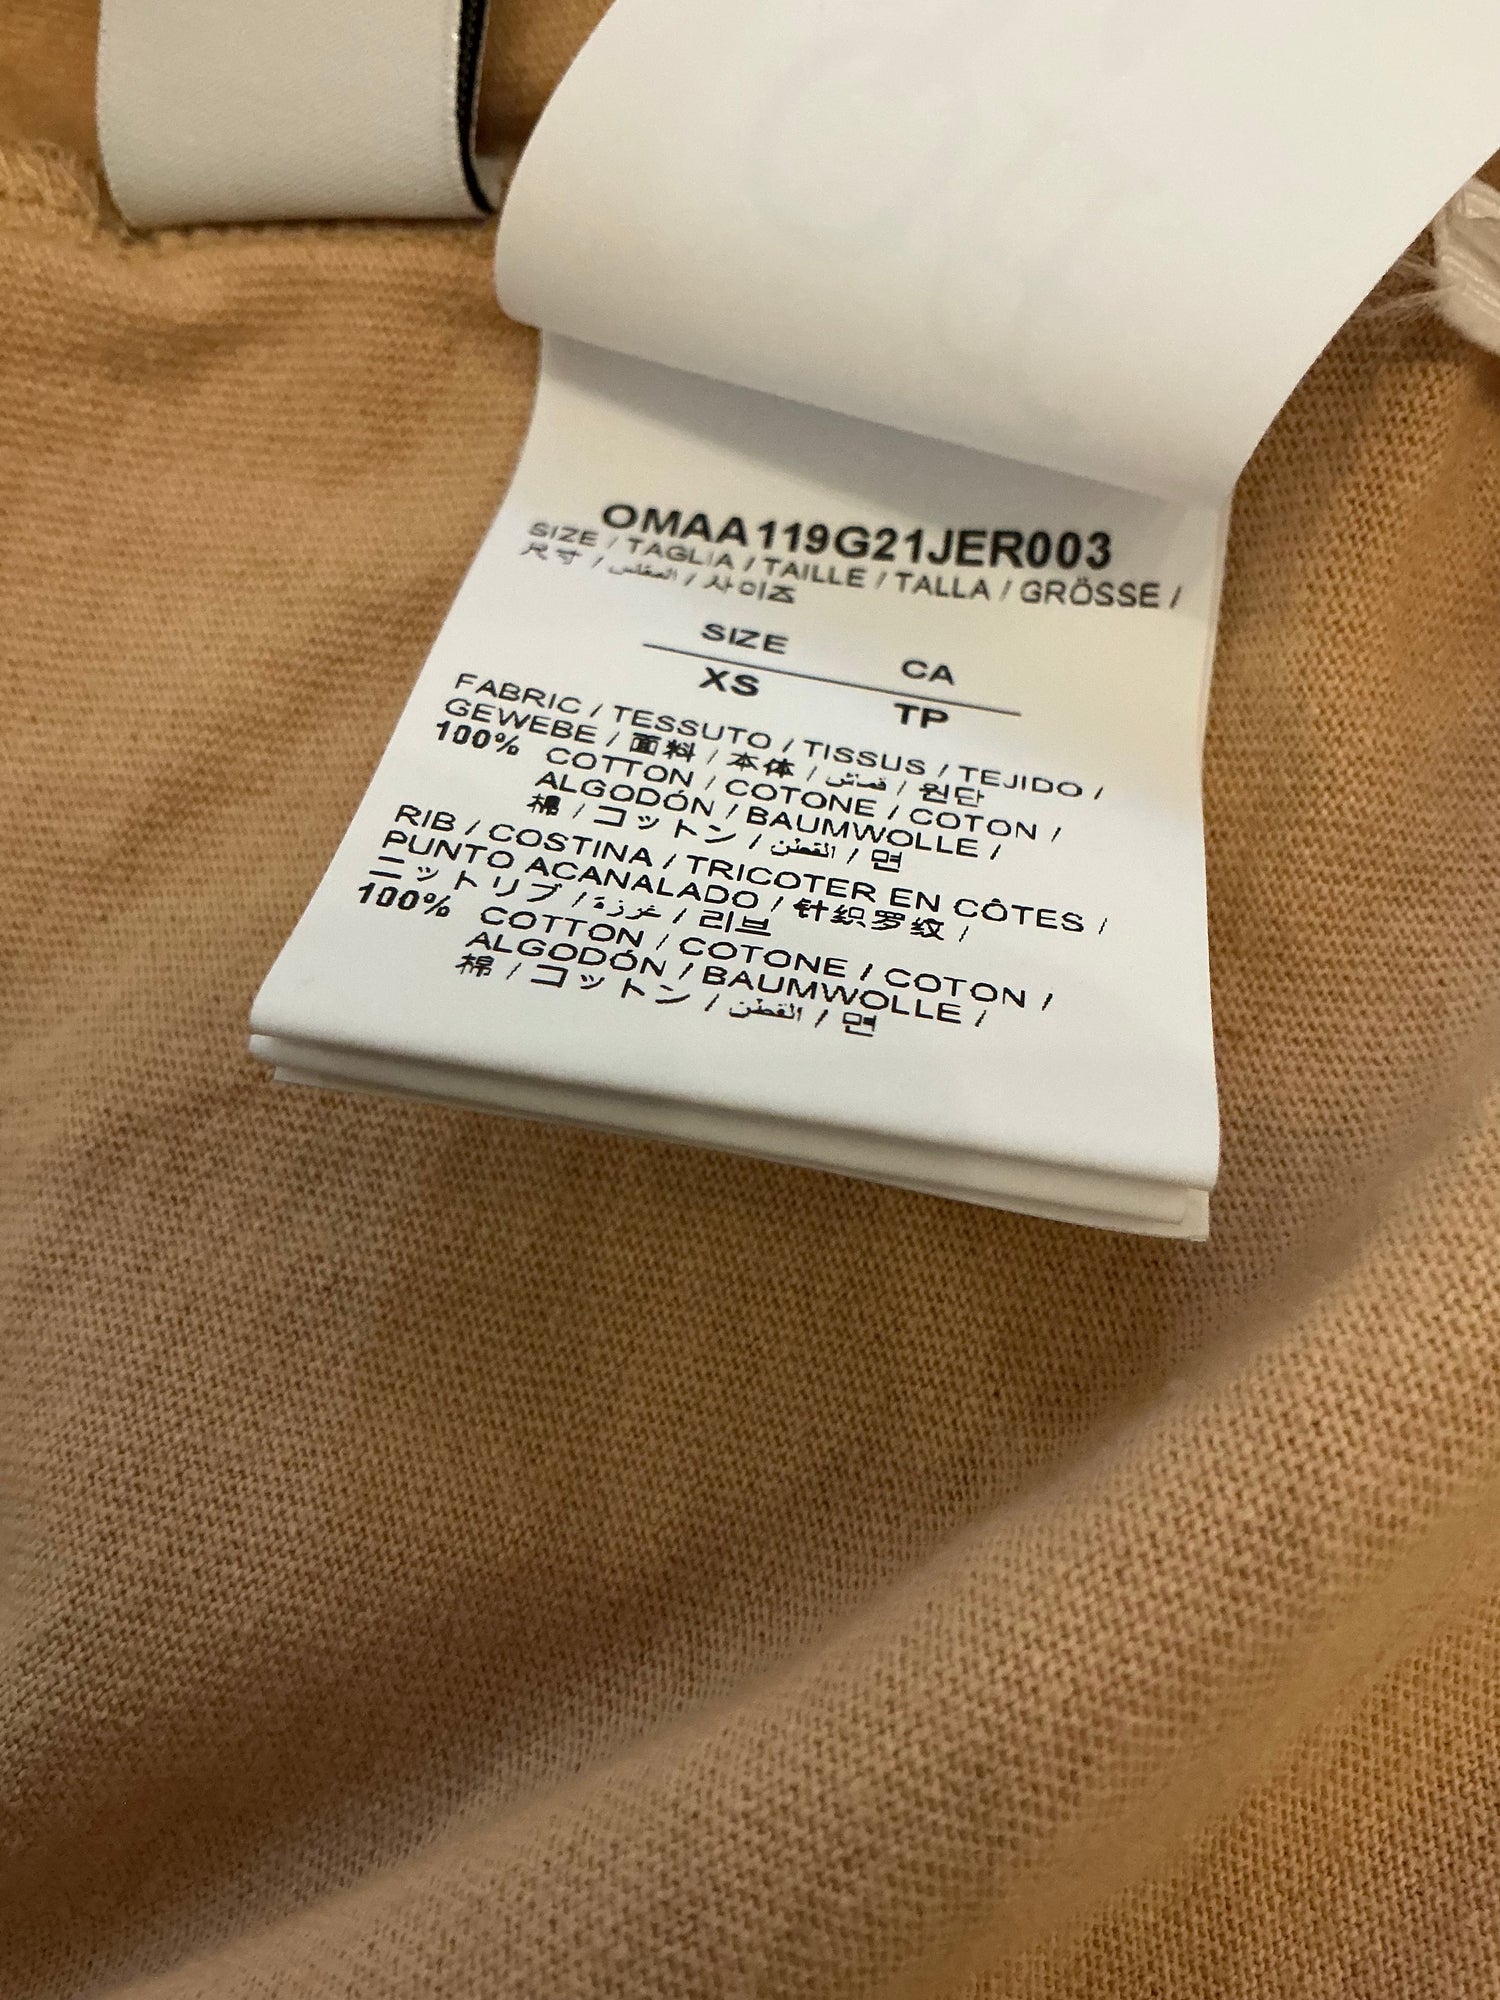 OMAA119G21JER003
SIZE / TAGLIA / TAILLE / TALLA / GRÖSSE /
尺寸 / المقاس / 사이즈
SIZE CA
XS TP
FABRIC / TESSUTO / TISSUS / TEJIDO /
GEWEBE / 面料 / 本体 / قماش / 원단
100% COTTON / COTONE / COTON /
ALGODÓN / BAUMWOLLE /
棉 / コットン / القطن / 면
RIB / COSTINA / TRICOTER EN CÔTES /
PUNTO ACANALADO / 针织罗纹 /
ニットリブ / غرزة / 리브
100% COTTON / COTONE / COTON /
ALGODÓN / BAUMWOLLE /
棉 / コットン / القطن / 면